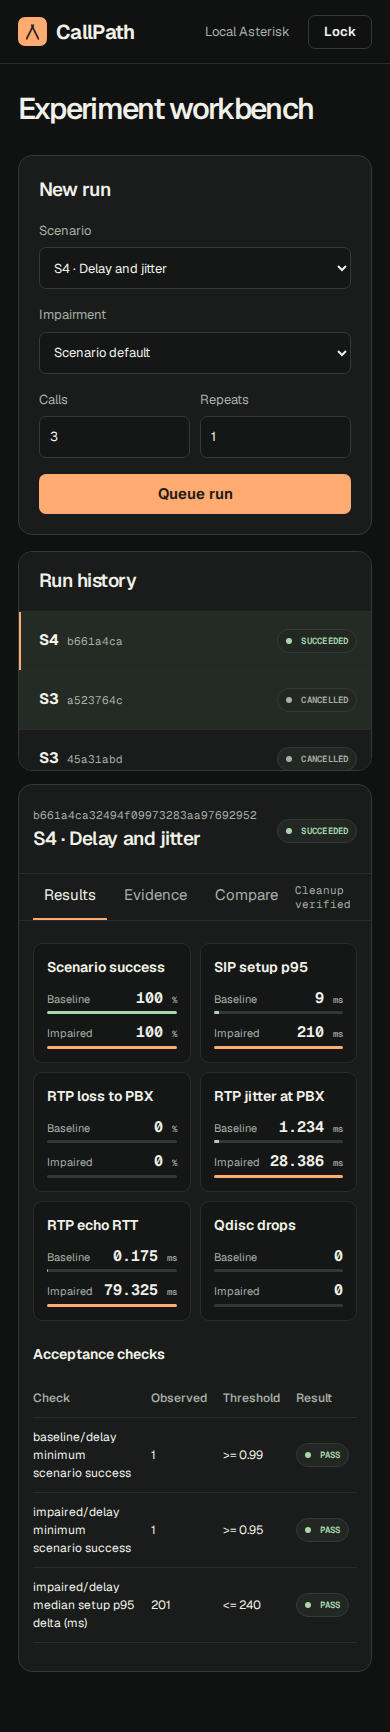 CallPath
Local Asterisk
Lock
Experiment workbench
New run
Scenario
S4 · Delay and jitter
Impairment
Scenario default
Calls Repeats
3 1
Queue run
Run history
S4 b661a4ca SUCCEEDED
S3 a523764c CANCELLED
S3 45a31abd CANCELLED
b661a4ca32494f09973283aa97692952
S4 · Delay and jitter
SUCCEEDED
Results Evidence Compare Cleanup
verified
Scenario success
Baseline 100 %
Impaired 100 %
SIP setup p95
Baseline 9 ms
Impaired 210 ms
RTP loss to PBX
Baseline 0 %
Impaired 0 %
RTP jitter at PBX
Baseline 1.234 ms
Impaired 28.386 ms
RTP echo RTT
Baseline 0.175 ms
Impaired 79.325 ms
Qdisc drops
Baseline 0
Impaired 0
Acceptance checks
Check Observed Threshold Result
baseline/delay
minimum
scenario success
1 >= 0.99 PASS
impaired/delay
minimum
scenario success
1 >= 0.95 PASS
impaired/delay
median setup p95
delta (ms)
201 <= 240 PASS